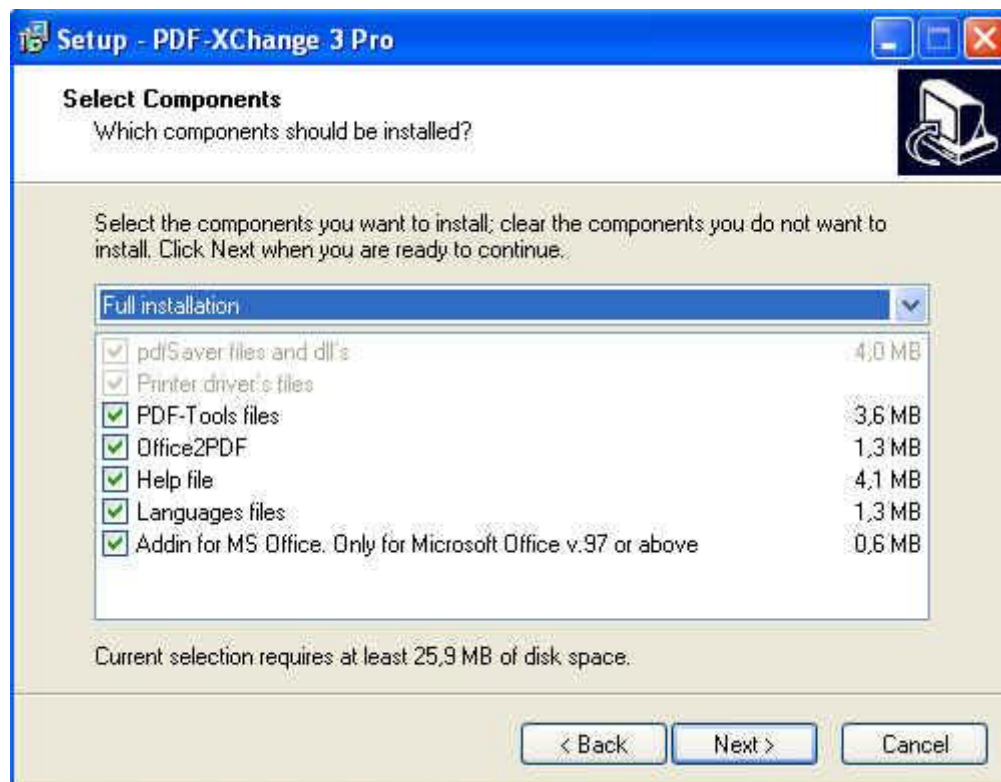 Setup - PDF-XChange 3 Pro
Select Components
Which components should be installed?
Select the components you want to install; clear the components you do not want to
install. Click Next when you are ready to continue.
Full installation
pdfSaver files and dll's 4,0 MB
Printer driver's files
PDF-Tools files 3,6 MB
Office2PDF 1,3 MB
Help file 4,1 MB
Languages files 1,3 MB
Addin for MS Office. Only for Microsoft Office v.97 or above 0,6 MB
Current selection requires at least 25,9 MB of disk space.
< Back Next > Cancel